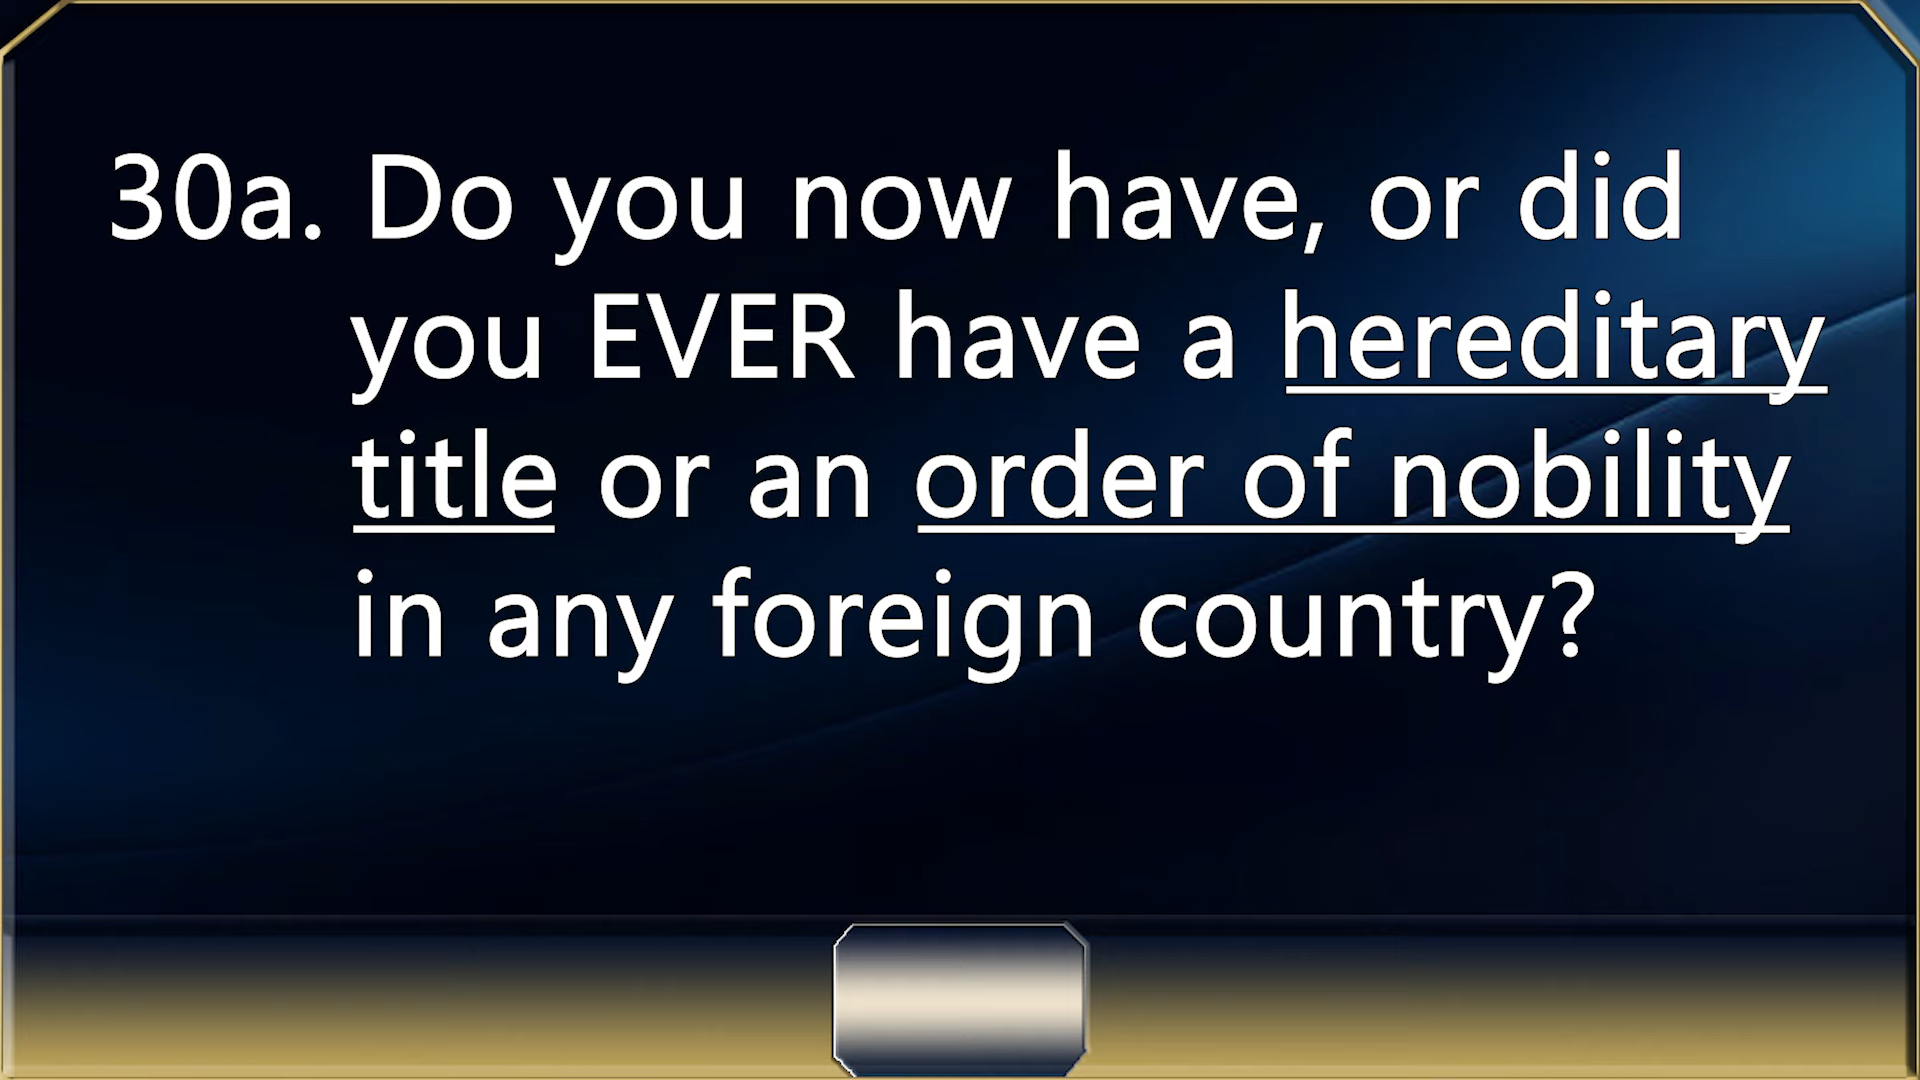 30a. Do you now have, or did
you EVER have a hereditary
title or an order of nobility
in any foreign country?